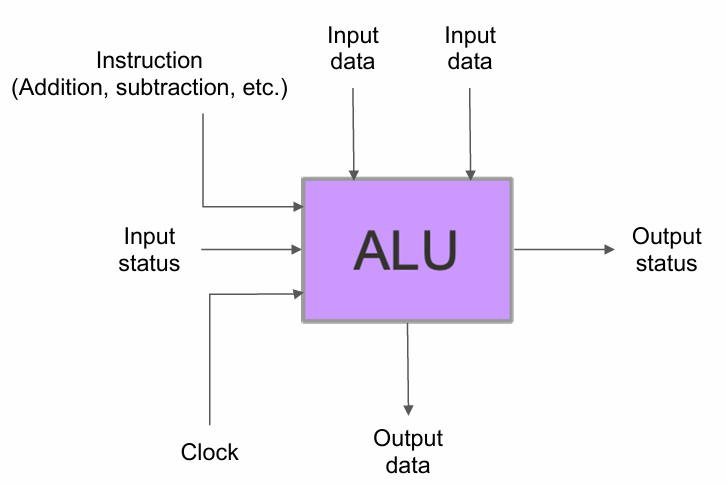 Instruction
(Addition, subtraction, etc.)
Input
data
Input
data
Input
status
ALU
Output
status
Clock
Output
data